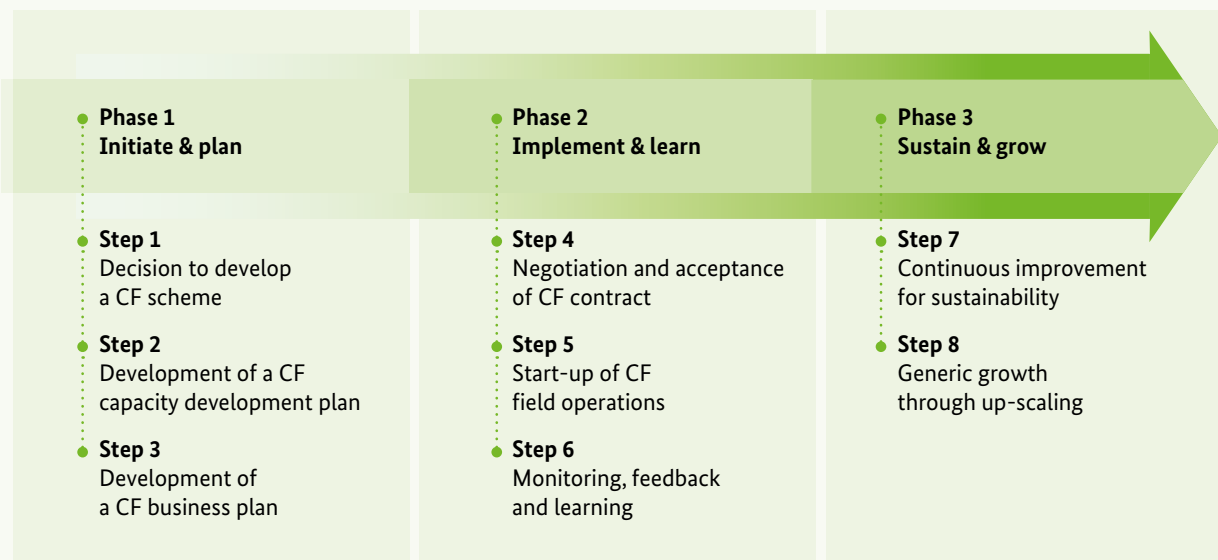 Phase 1
Initiate & plan
Step 1
Decision to develop
a CF scheme
Step 2
Development of a CF
capacity development plan
Step 3
Development of
a CF business plan
Phase 2
Implement & learn
Step 4
Negotiation and acceptance
of CF contract
Step 5
Start-up of CF
field operations
Step 6
Monitoring, feedback
and learning
Phase 3
Sustain & grow
Step 7
Continuous improvement
for sustainability
Step 8
Generic growth
through up-scaling